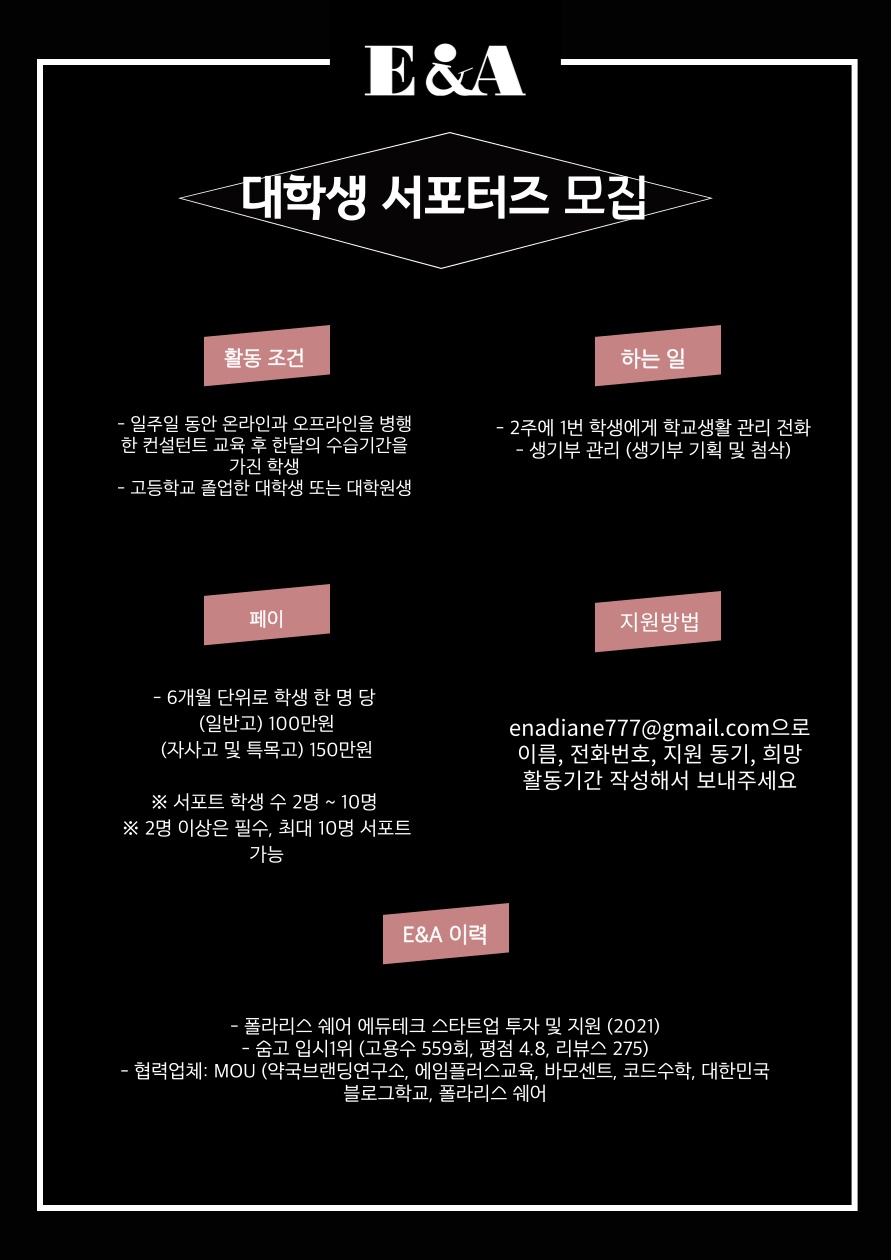 E&A
대학생 서포터즈 모집
활동 조건
- 일주일 동안 온라인과 오프라인을 병행
한 컨설턴트 교육 후 한달의 수습기간을
가진 학생
- 고등학교 졸업한 대학생 또는 대학원생
하는 일
- 2주에 1번 학생에게 학교생활 관리 전화
- 생기부 관리 (생기부 기획 및 첨삭)
페이
- 6개월 단위로 학생 한 명 당
(일반고) 100만원
(자사고 및 특목고) 150만원
※ 서포트 학생 수 2명 ~ 10명
※ 2명 이상은 필수, 최대 10명 서포트
가능
지원방법
enadiane777@gmail.com으로
이름, 전화번호, 지원 동기, 희망
활동기간 작성해서 보내주세요
E&A 이력
- 폴라리스 쉐어 에듀테크 스타트업 투자 및 지원 (2021)
- 숨고 입시1위 (고용수 559회, 평점 4.8, 리뷰스 275)
- 협력업체: MOU (약국브랜딩연구소, 에임플러스교육, 바모센트, 코드수학, 대한민국
블로그학교, 폴라리스 쉐어